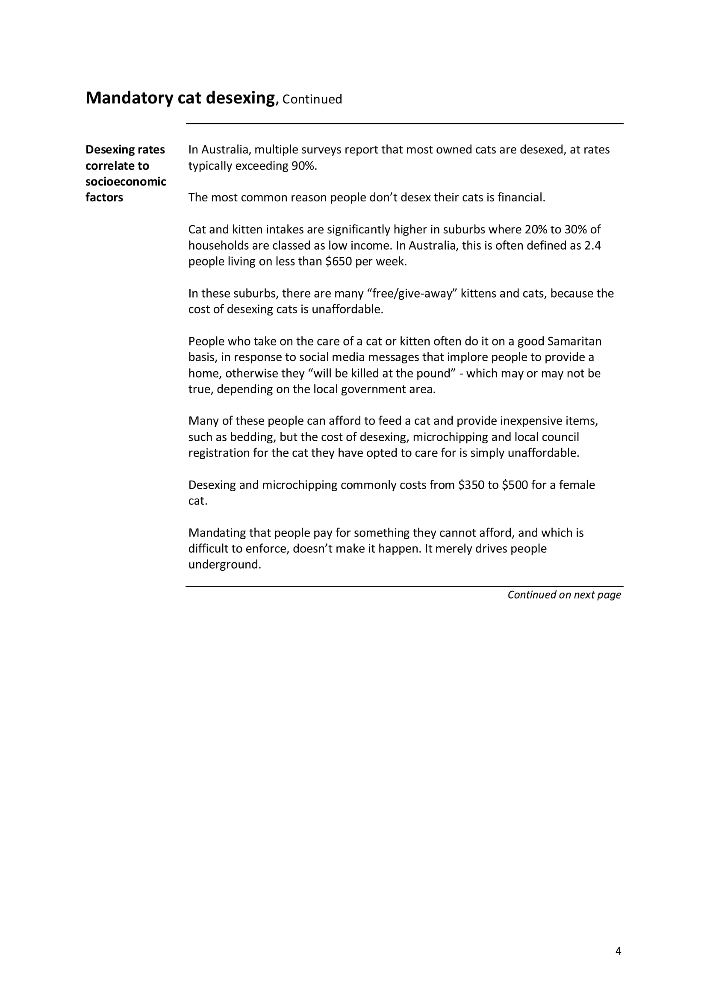 Mandatory cat desexing, Continued
Desexing rates
correlate to
socioeconomic
factors
In Australia, multiple surveys report that most owned cats are desexed, at rates
typically exceeding 90%.
The most common reason people don’t desex their cats is financial.
Cat and kitten intakes are significantly higher in suburbs where 20% to 30% of
households are classed as low income. In Australia, this is often defined as 2.4
people living on less than $650 per week.
In these suburbs, there are many “free/give-away” kittens and cats, because the
cost of desexing cats is unaffordable.
People who take on the care of a cat or kitten often do it on a good Samaritan
basis, in response to social media messages that implore people to provide a
home, otherwise they “will be killed at the pound” - which may or may not be
true, depending on the local government area.
Many of these people can afford to feed a cat and provide inexpensive items,
such as bedding, but the cost of desexing, microchipping and local council
registration for the cat they have opted to care for is simply unaffordable.
Desexing and microchipping commonly costs from $350 to $500 for a female
cat.
Mandating that people pay for something they cannot afford, and which is
difficult to enforce, doesn’t make it happen. It merely drives people
underground.
Continued on next page
4